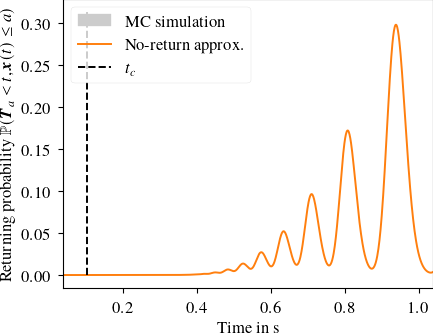 MC simulation
No-return approx.
t_c
Returning probability ℙ(T_a < t, x(t) ≤ a)
0.30
0.25
0.20
0.15
0.10
0.05
0.00
0.2 0.4 0.6 0.8 1.0
Time in s